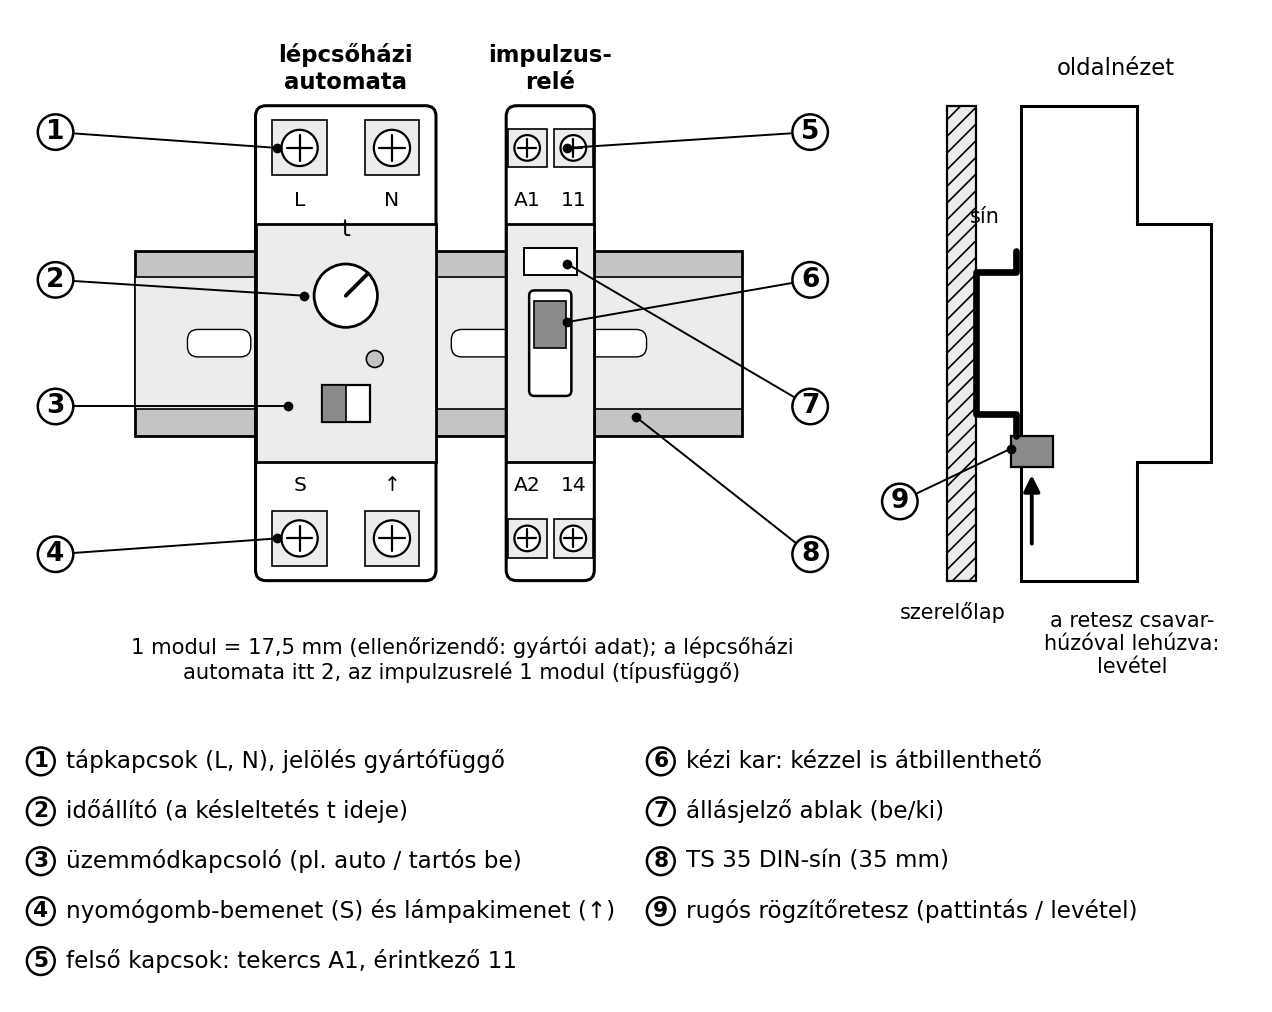 lépcsőházi
automata
impulzus-
relé
oldalnézet
1
5
L
N
A1
11
sín
t
2
6
3
7
S
↑
A2
14
9
4
8
szerelőlap
a retesz csavar-
húzóval lehúzva:
levétel
1 modul = 17,5 mm (ellenőrizendő: gyártói adat); a lépcsőházi
automata itt 2, az impulzusrelé 1 modul (típusfüggő)
1 tápkapcsok (L, N), jelölés gyártófüggő
2 időállító (a késleltetés t ideje)
3 üzemmódkapcsoló (pl. auto / tartós be)
4 nyomógomb-bemenet (S) és lámpakimenet (↑)
5 felső kapcsok: tekercs A1, érintkező 11
6 kézi kar: kézzel is átbillenthető
7 állásjelző ablak (be/ki)
8 TS 35 DIN-sín (35 mm)
9 rugós rögzítőretesz (pattintás / levétel)